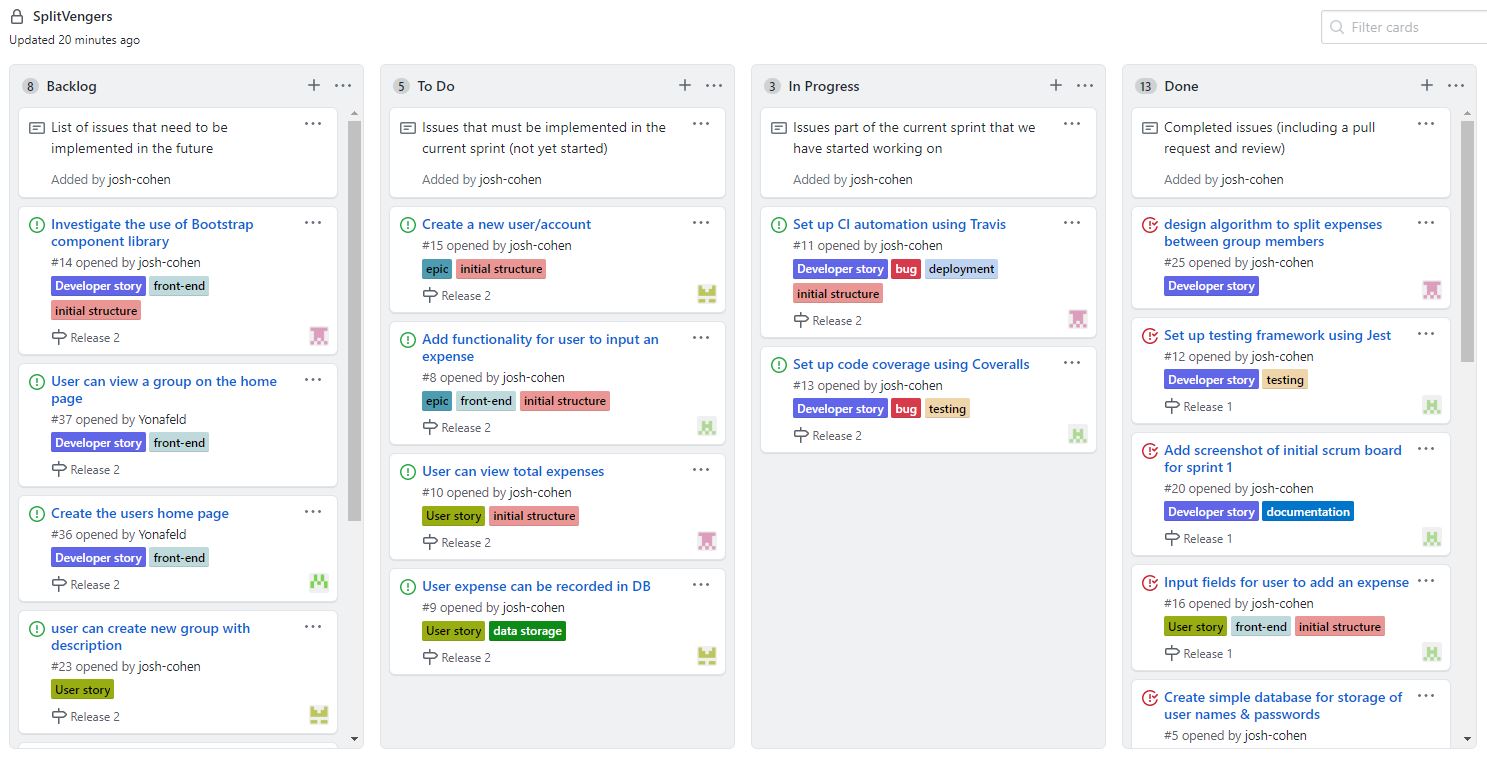 SplitVengers
Updated 20 minutes ago
Filter cards
8 Backlog
List of issues that need to be
implemented in the future
Added by josh-cohen
Investigate the use of Bootstrap
component library
#14 opened by josh-cohen
Developer story front-end
initial structure
Release 2
User can view a group on the home
page
#37 opened by Yonafeld
Developer story front-end
Release 2
Create the users home page
#36 opened by Yonafeld
Developer story front-end
Release 2
user can create new group with
description
#23 opened by josh-cohen
User story
Release 2
5 To Do
Issues that must be implemented in the
current sprint (not yet started)
Added by josh-cohen
Create a new user/account
#15 opened by josh-cohen
epic initial structure
Release 2
Add functionality for user to input an
expense
#8 opened by josh-cohen
epic front-end initial structure
Release 2
User can view total expenses
#10 opened by josh-cohen
User story initial structure
Release 2
User expense can be recorded in DB
#9 opened by josh-cohen
User story data storage
Release 2
3 In Progress
Issues part of the current sprint that we
have started working on
Added by josh-cohen
Set up CI automation using Travis
#11 opened by josh-cohen
Developer story bug deployment
initial structure
Release 2
Set up code coverage using Coveralls
#13 opened by josh-cohen
Developer story bug testing
Release 2
13 Done
Completed issues (including a pull
request and review)
Added by josh-cohen
design algorithm to split expenses
between group members
#25 opened by josh-cohen
Developer story
Set up testing framework using Jest
#12 opened by josh-cohen
Developer story testing
Release 1
Add screenshot of initial scrum board
for sprint 1
#20 opened by josh-cohen
Developer story documentation
Release 1
Input fields for user to add an expense
#16 opened by josh-cohen
User story front-end initial structure
Release 1
Create simple database for storage of
user names & passwords
#5 opened by josh-cohen